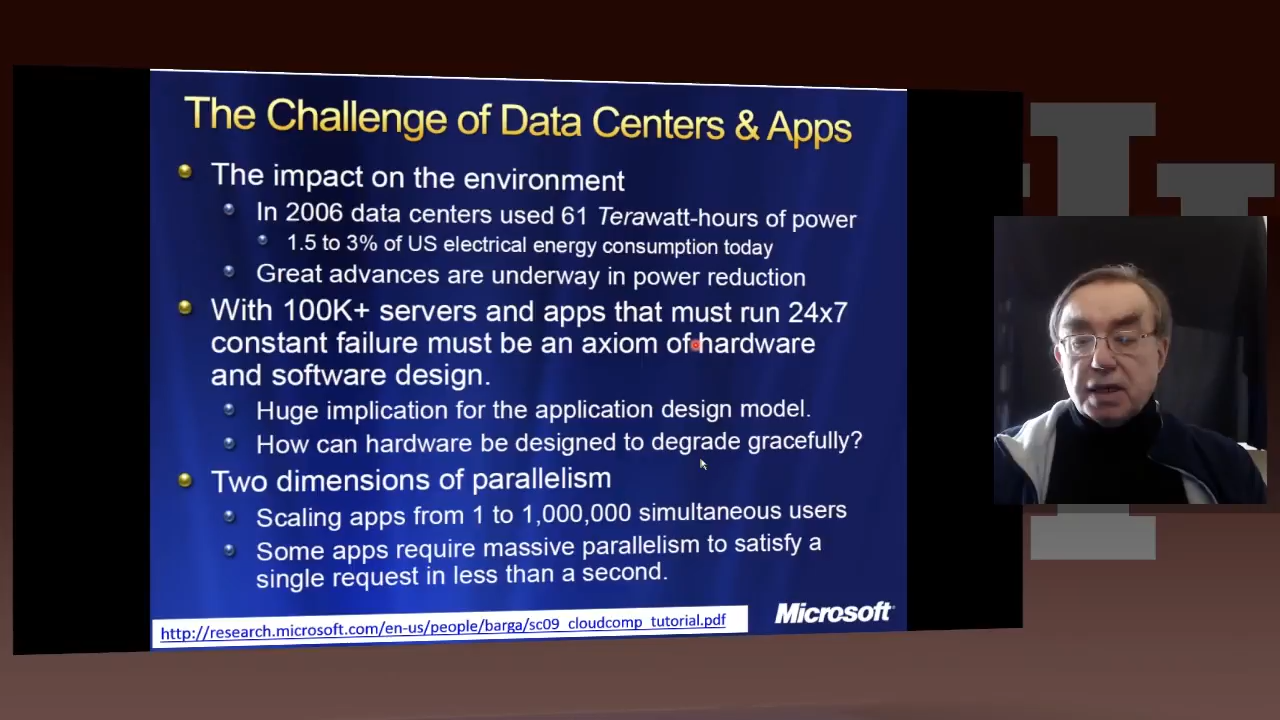 The Challenge of Data Centers & Apps
The impact on the environment
In 2006 data centers used 61 Terawatt-hours of power
1.5 to 3% of US electrical energy consumption today
Great advances are underway in power reduction
With 100K+ servers and apps that must run 24x7
constant failure must be an axiom of hardware
and software design.
Huge implication for the application design model.
How can hardware be designed to degrade gracefully?
Two dimensions of parallelism
Scaling apps from 1 to 1,000,000 simultaneous users
Some apps require massive parallelism to satisfy a
single request in less than a second.
http://research.microsoft.com/en-us/people/barga/sc09_cloudcomp_tutorial.pdf
Microsoft